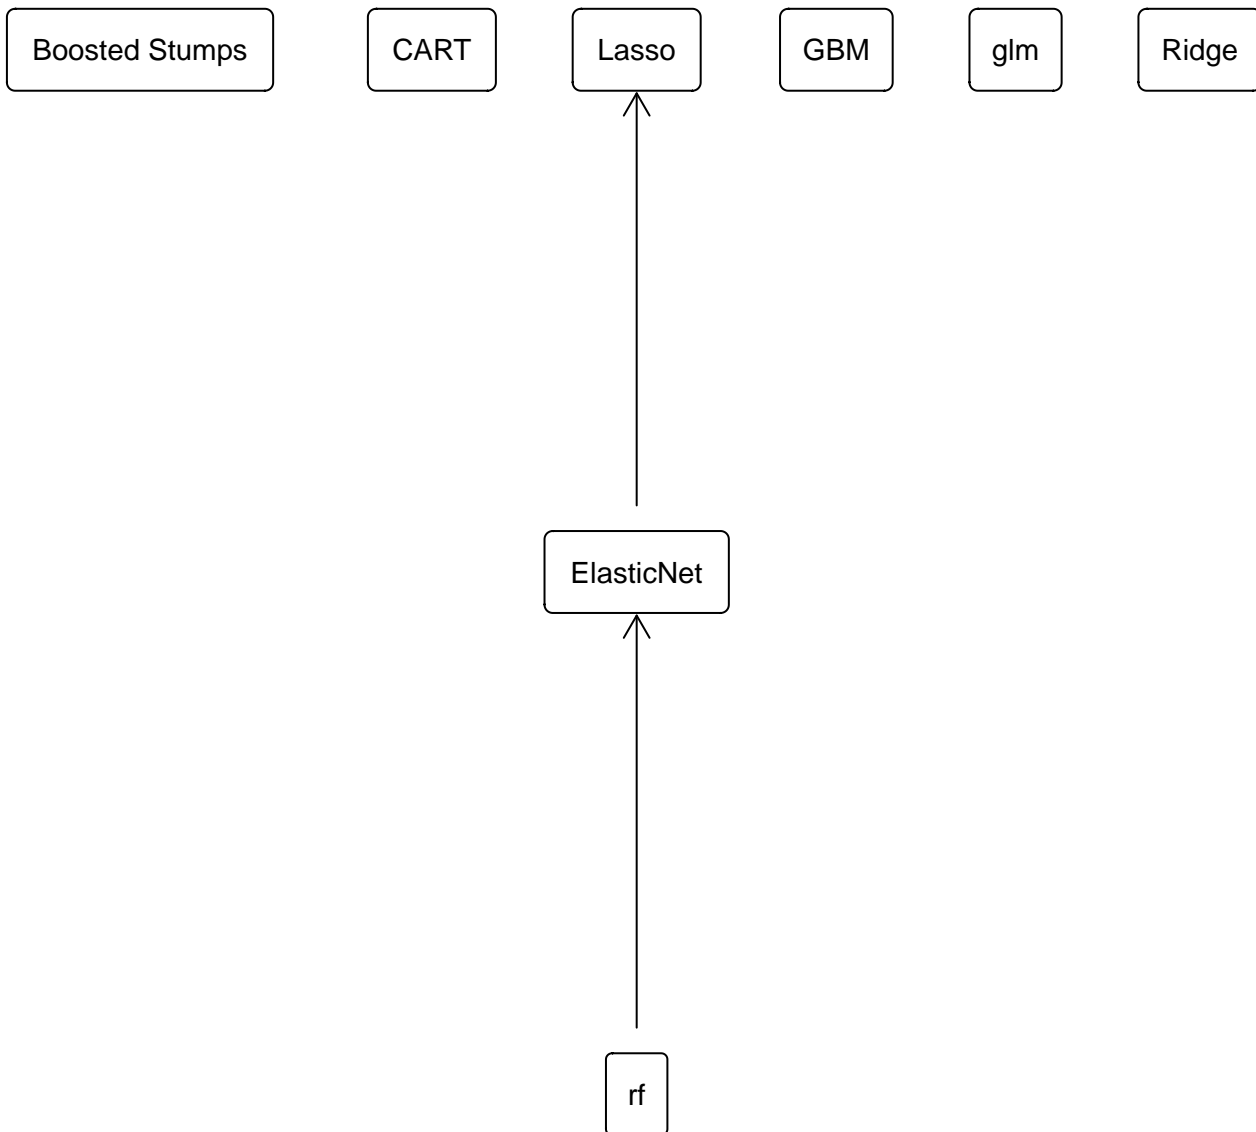 Boosted Stumps
CART
Lasso
GBM
glm
Ridge
ElasticNet
rf